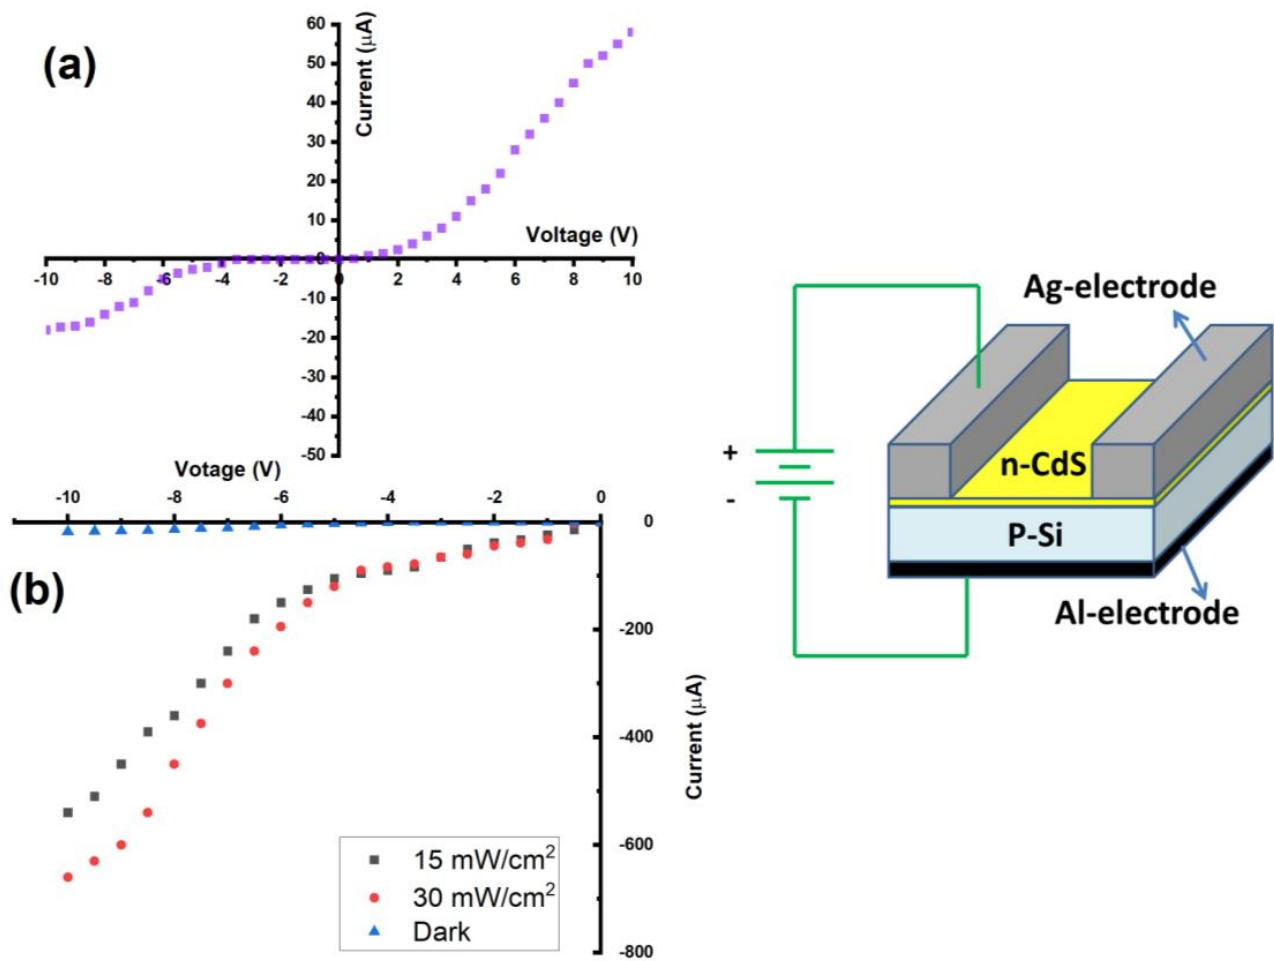 (a)
Current (μA)
60
50
40
30
20
10
0
-10
-20
-30
-40
-50
Voltage (V)
-10 -8 -6 -4 -2 0 2 4 6 8 10
(b)
Votage (V)
-10 -8 -6 -4 -2 0
0
-200
-400
-600
-800
Current (μA)
15 mW/cm²
30 mW/cm²
Dark
Ag-electrode
+
-
n-CdS
P-Si
Al-electrode